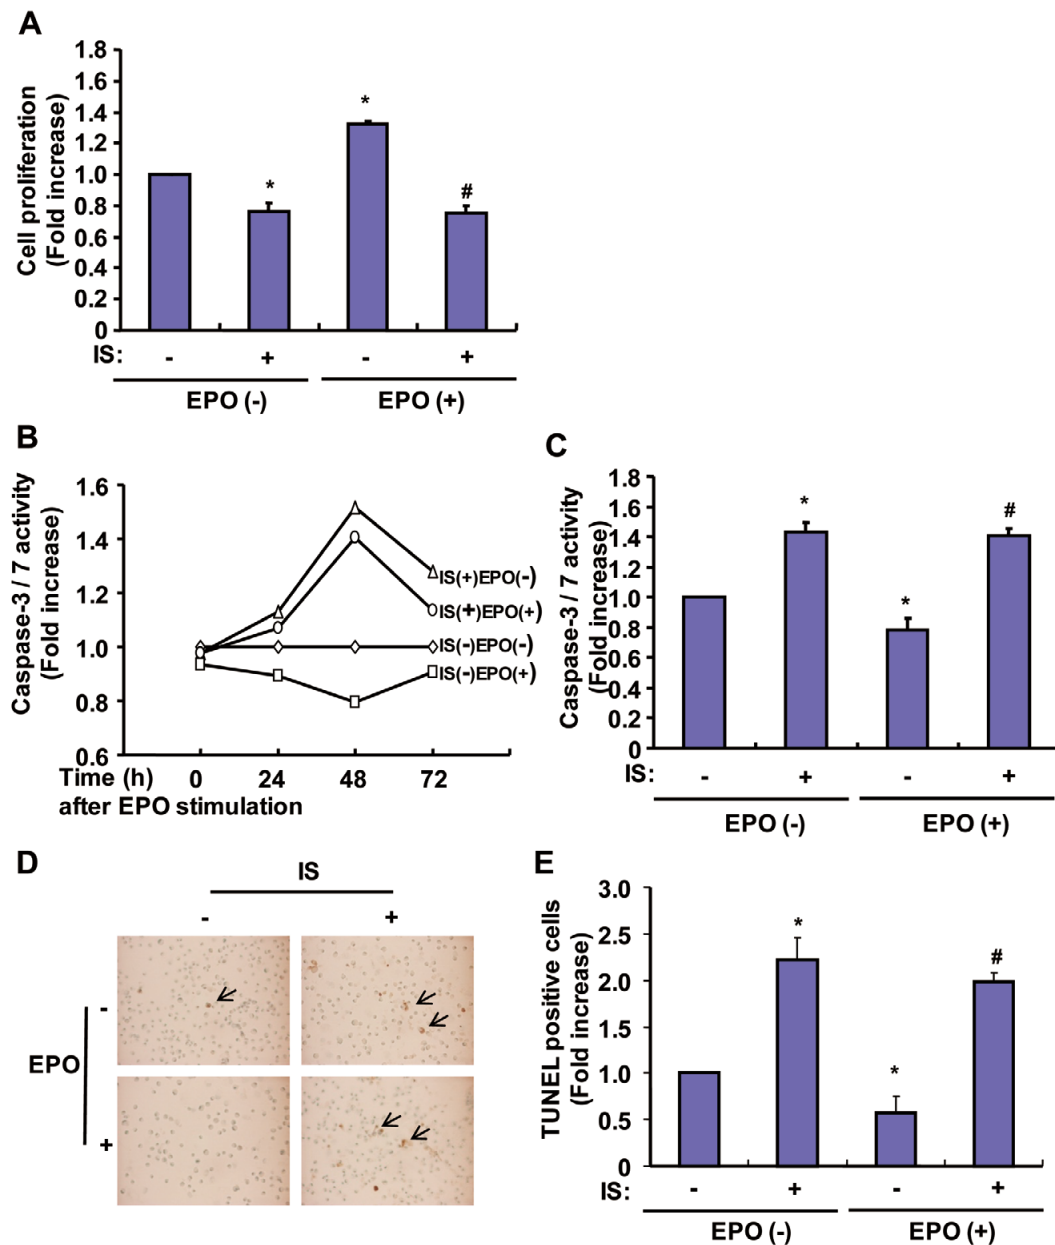 A
Cell proliferation
(Fold increase)
1.8
1.6
1.4
1.2
1.0
0.8
0.6
0.4
0.2
0
*
*
#
IS: - + - +
EPO (-) EPO (+)
B
Caspase-3 / 7 activity
(Fold increase)
1.6
1.4
1.2
1.0
0.8
0.6
IS(+)EPO(-)
IS(+)EPO(+)
IS(-)EPO(-)
IS(-)EPO(+)
Time (h) 0 24 48 72
after EPO stimulation
C
Caspase-3 / 7 activity
(Fold increase)
1.8
1.6
1.4
1.2
1.0
0.8
0.6
0.4
0.2
0
*
*
#
IS: - + - +
EPO (-) EPO (+)
D
IS
- +
EPO
-
+
E
TUNEL positive cells
(Fold increase)
3.0
2.5
2.0
1.5
1.0
0.5
0
*
*
#
IS: - + - +
EPO (-) EPO (+)